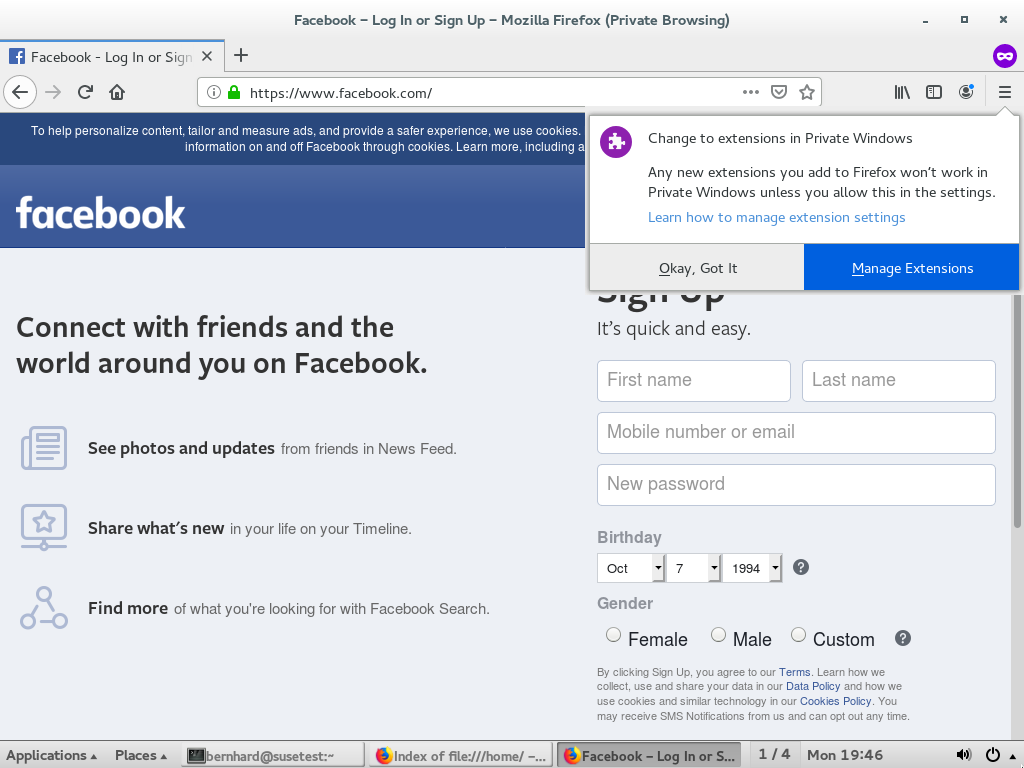 Facebook – Log In or Sign Up – Mozilla Firefox (Private Browsing)
Facebook - Log In or Sign
https://www.facebook.com/
To help personalize content, tailor and measure ads, and provide a safer experience, we use cookies.
information on and off Facebook through cookies. Learn more, including a
Change to extensions in Private Windows
Any new extensions you add to Firefox won't work in
Private Windows unless you allow this in the settings.
Learn how to manage extension settings
Okay, Got It
Manage Extensions
facebook
Sign Up
It's quick and easy.
Connect with friends and the
world around you on Facebook.
See photos and updates from friends in News Feed.
Share what's new in your life on your Timeline.
Find more of what you're looking for with Facebook Search.
First name
Last name
Mobile number or email
New password
Birthday
Oct 7 1994
Gender
Female Male Custom
By clicking Sign Up, you agree to our Terms. Learn how we
collect, use and share your data in our Data Policy and how we
use cookies and similar technology in our Cookies Policy. You
may receive SMS Notifications from us and can opt out any time.
Applications Places bernhard@susetest:~ Index of file:///home/ –... Facebook – Log In or S... 1 / 4 Mon 19:46